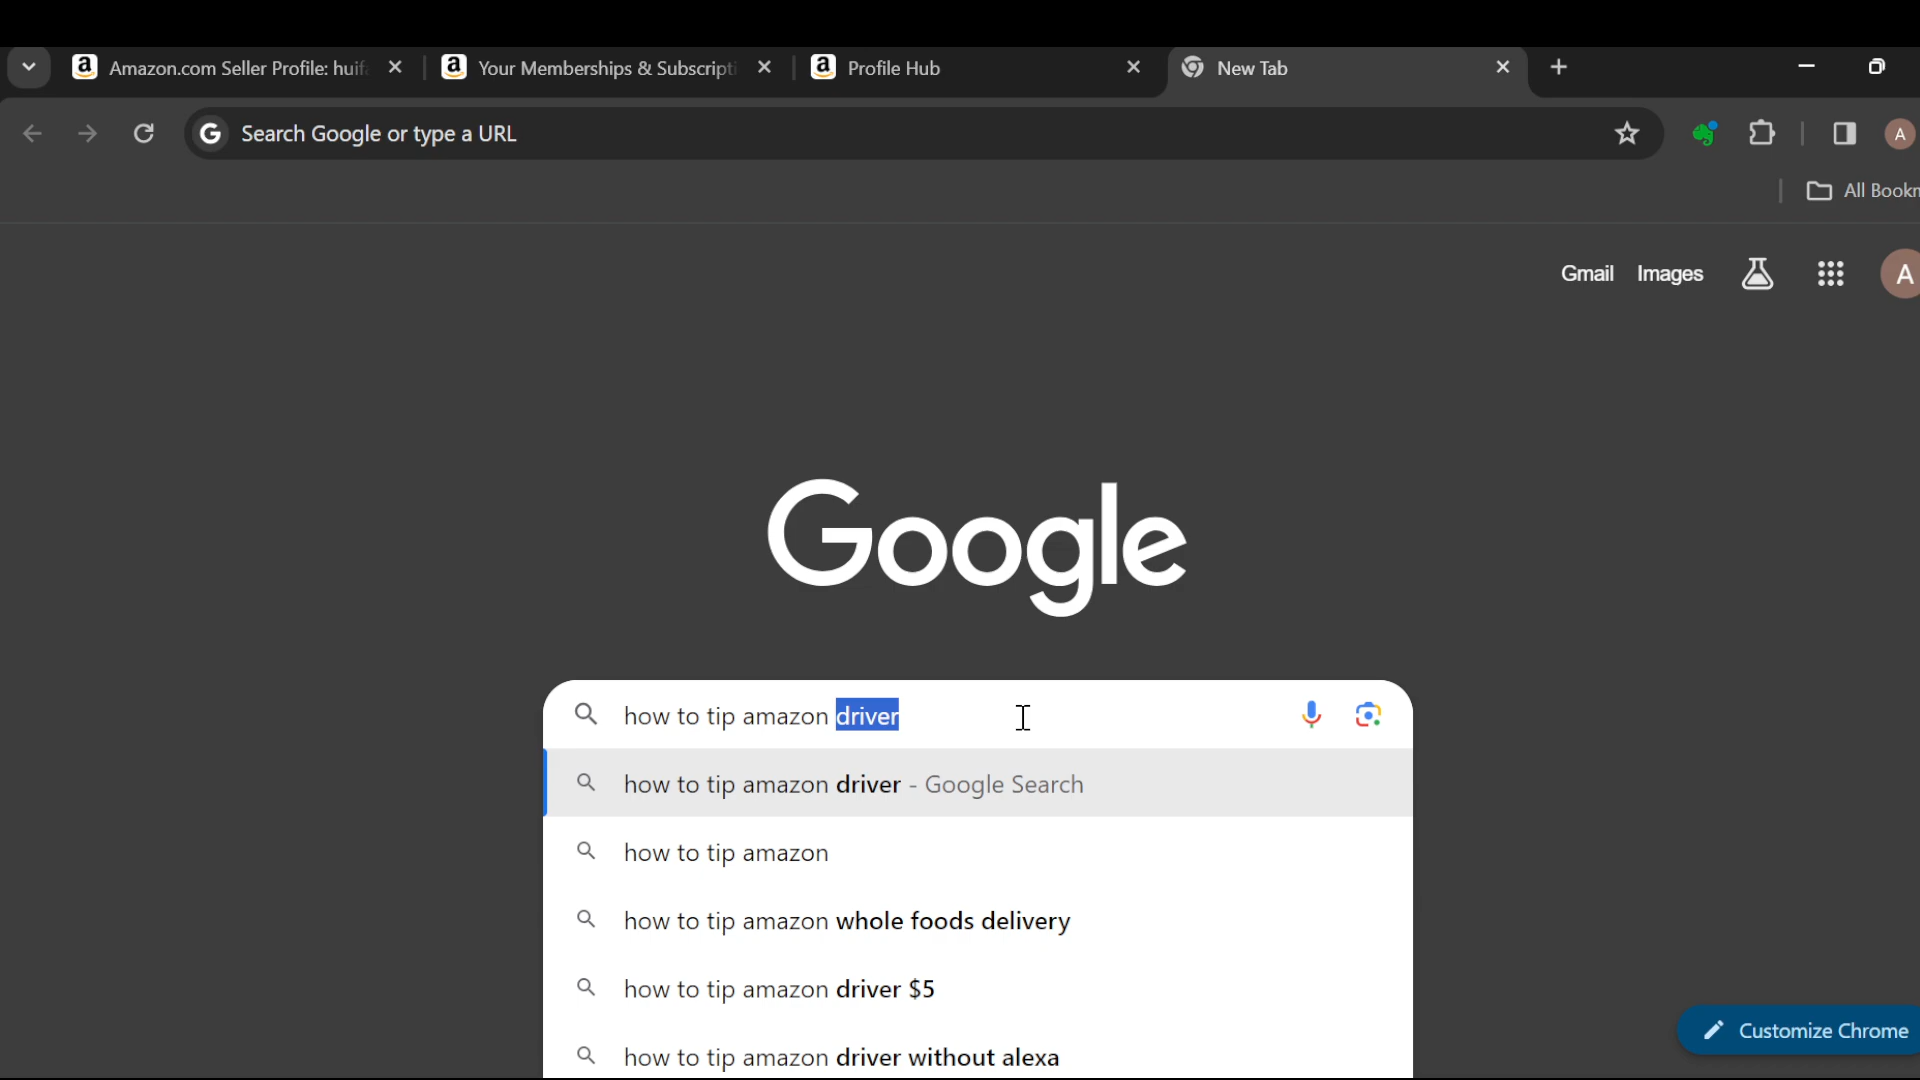 Amazon.com Seller Profile: huif
Your Memberships & Subscripti
Profile Hub
New Tab
Search Google or type a URL
A
All Bookm
Gmail
Images
A
Google
how to tip amazon driver
how to tip amazon driver - Google Search
how to tip amazon
how to tip amazon whole foods delivery
how to tip amazon driver $5
how to tip amazon driver without alexa
Customize Chrome